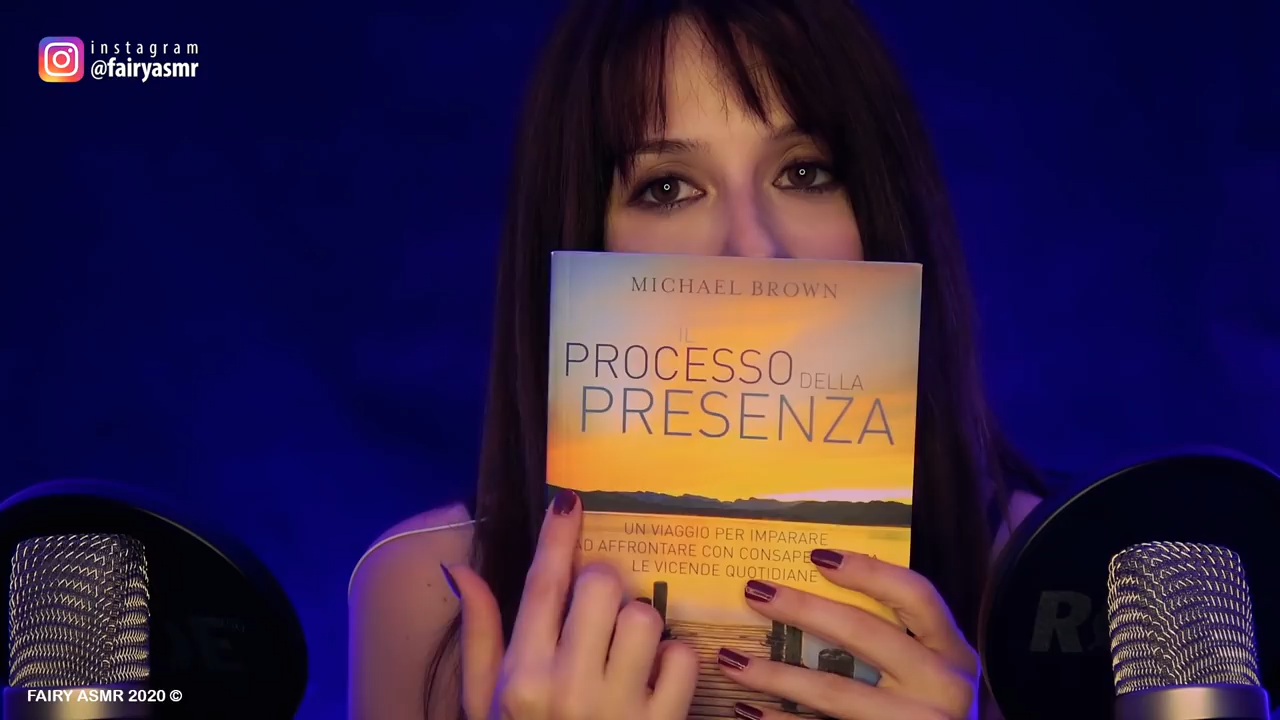 instagram
@fairyasmr
MICHAEL BROWN
IL
PROCESSO DELLA
PRESENZA
UN VIAGGIO PER IMPARARE
AD AFFRONTARE CON
LE VICENDE QUOTIDIANE
FAIRY ASMR 2020 ©